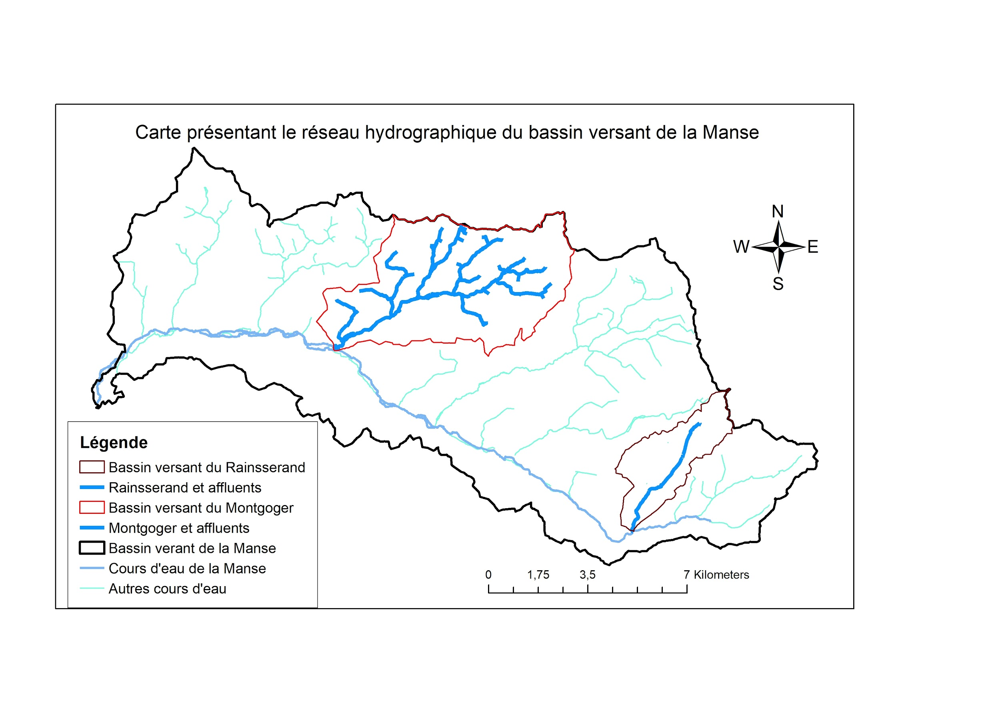 Carte présentant le réseau hydrographique du bassin versant de la Manse
N
W E
S
Légende
Bassin versant du Rainsserand
Rainsserand et affluents
Bassin versant du Montgoger
Montgoger et affluents
Bassin verant de la Manse
Cours d'eau de la Manse
Autres cours d'eau
0 1,75 3,5 7 Kilometers